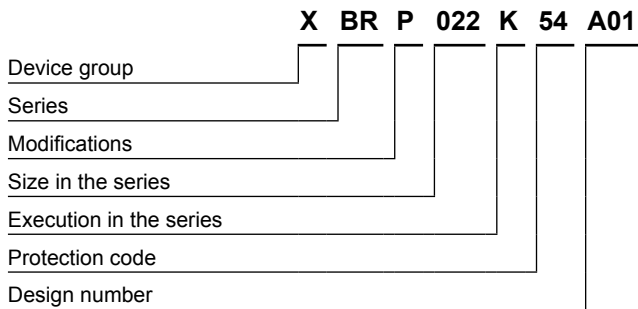 X BR P 022 K 54 A01
Device group
Series
Modifications
Size in the series
Execution in the series
Protection code
Design number